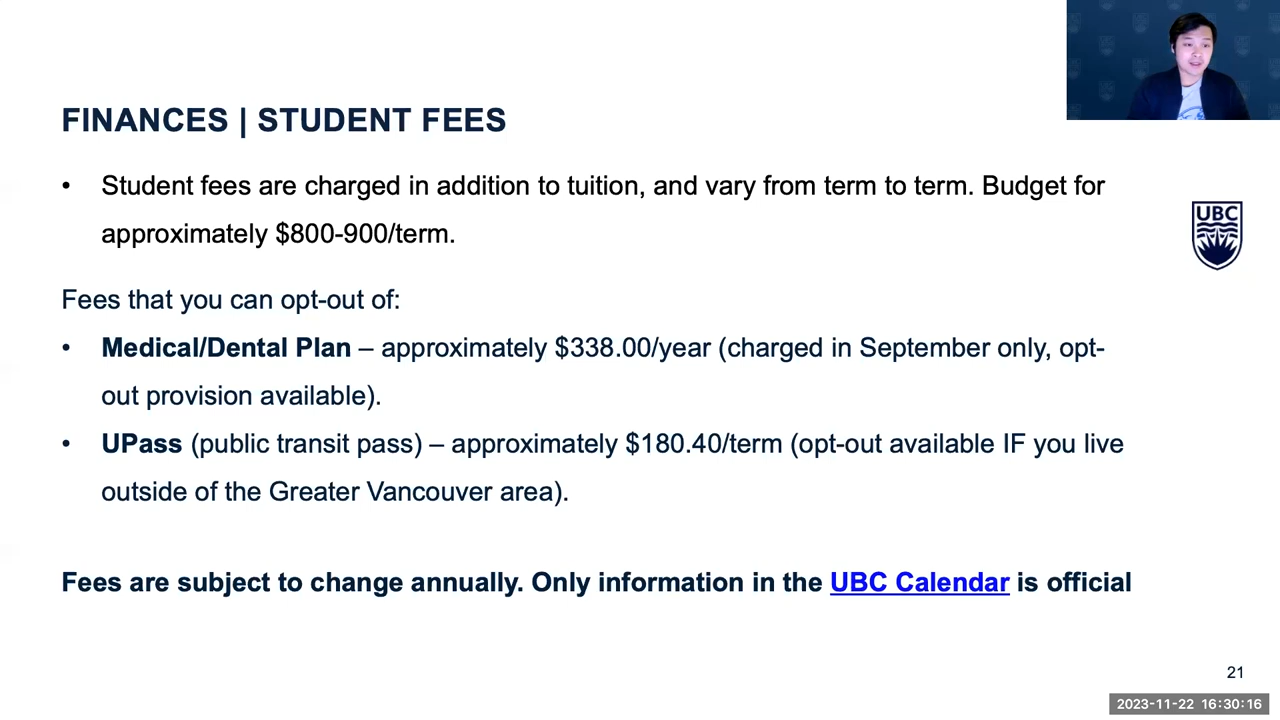 FINANCES | STUDENT FEES
• Student fees are charged in addition to tuition, and vary from term to term. Budget for
approximately $800-900/term.
UBC
Fees that you can opt-out of:
• Medical/Dental Plan – approximately $338.00/year (charged in September only, opt-
out provision available).
• UPass (public transit pass) – approximately $180.40/term (opt-out available IF you live
outside of the Greater Vancouver area).
Fees are subject to change annually. Only information in the UBC Calendar is official
21
2023-11-22 16:30:16